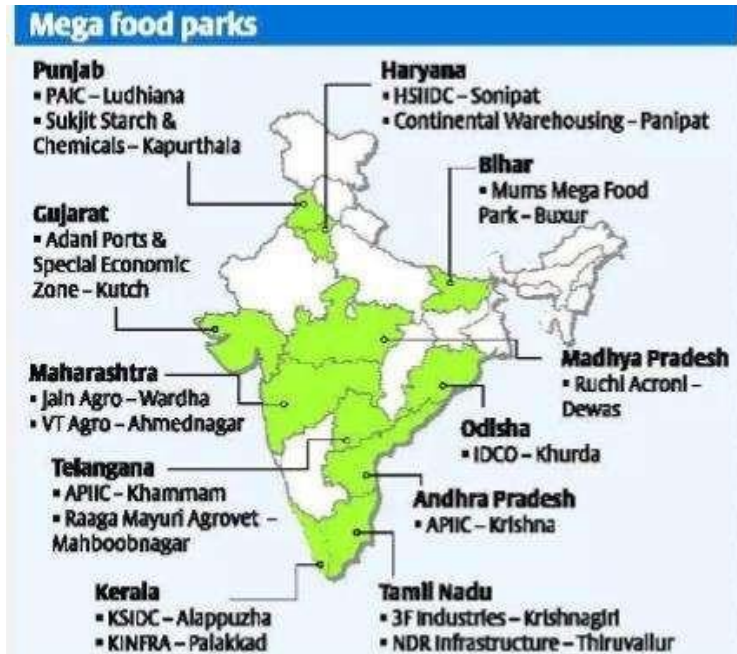 Mega food parks
Punjab
▪ PAIC – Ludhiana
▪ Sukjit Starch &
Chemicals – Kapurthala
Haryana
▪ HSIIDC – Sonipat
▪ Continental Warehousing – Panipat
Bihar
▪ Mums Mega Food
Park – Buxur
Gujarat
▪ Adani Ports &
Special Economic
Zone – Kutch
Madhya Pradesh
▪ Ruchi Acroni –
Dewas
Maharashtra
▪ Jain Agro – Wardha
▪ VT Agro – Ahmednagar
Odisha
▪ IDCO – Khurda
Telangana
▪ APIIC – Khammam
▪ Raaga Mayuri Agrovet –
Mahboobnagar
Andhra Pradesh
▪ APIIC – Krishna
Kerala
▪ KSIDC – Alappuzha
▪ KINFRA – Palakkad
Tamil Nadu
▪ 3F Industries – Krishnagiri
▪ NDR Infrastructure – Thiruvallur